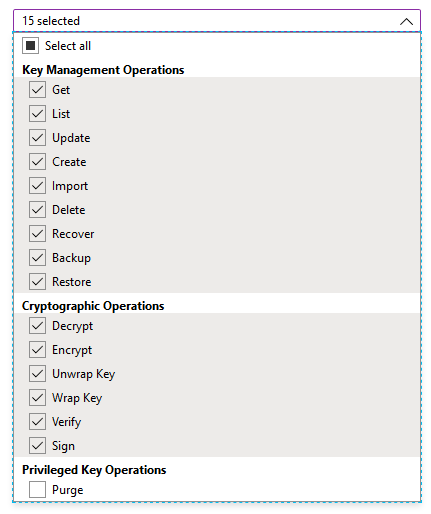 15 selected
Select all
Key Management Operations
Get
List
Update
Create
Import
Delete
Recover
Backup
Restore
Cryptographic Operations
Decrypt
Encrypt
Unwrap Key
Wrap Key
Verify
Sign
Privileged Key Operations
Purge